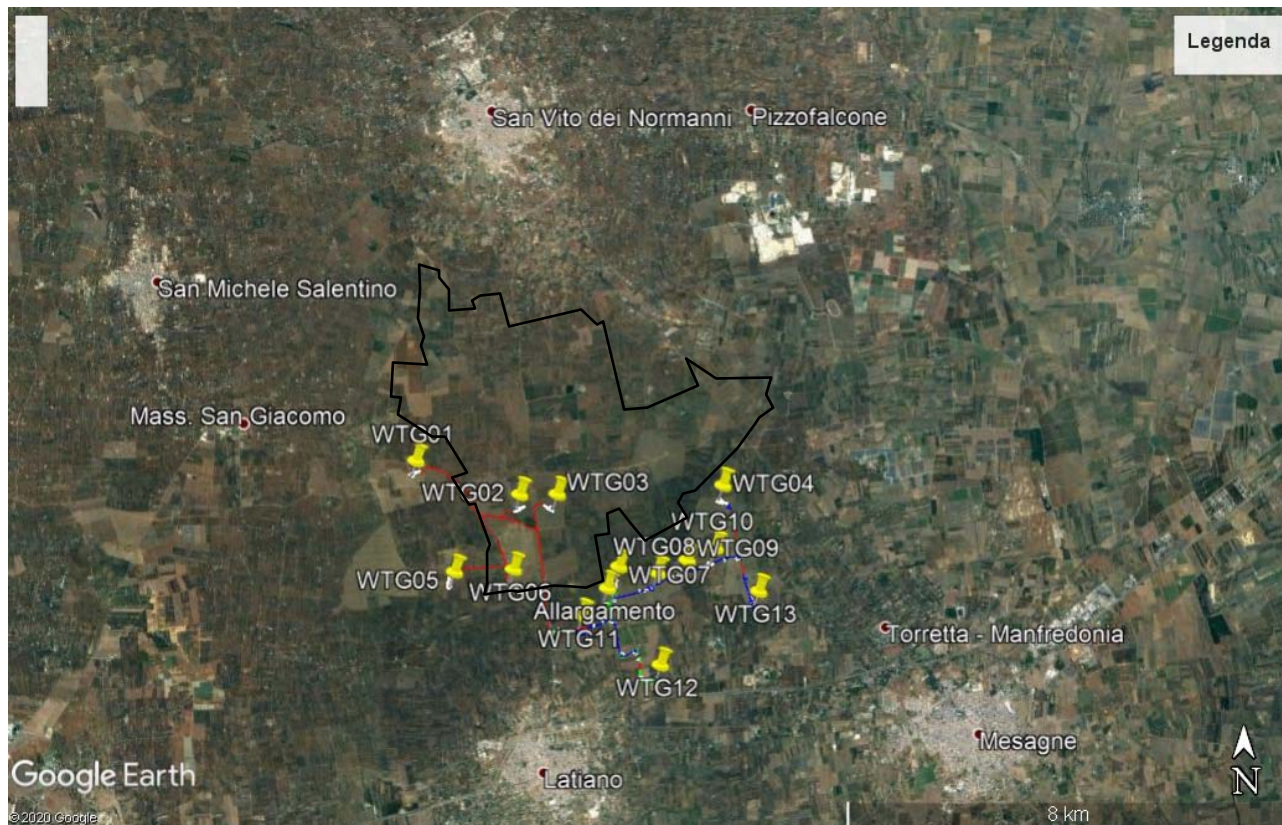 Legenda
San Vito dei Normanni
Pizzofalcone
San Michele Salentino
Mass. San Giacomo
WTG01
WTG02
WTG03
WTG04
WTG10
WTG08
WTG09
WTG05
WTG06
WTG07
Allargamento
WTG13
WTG11
Torretta - Manfredonia
WTG12
Mesagne
Latiano
Google Earth
N
© 2020 Google
8 km